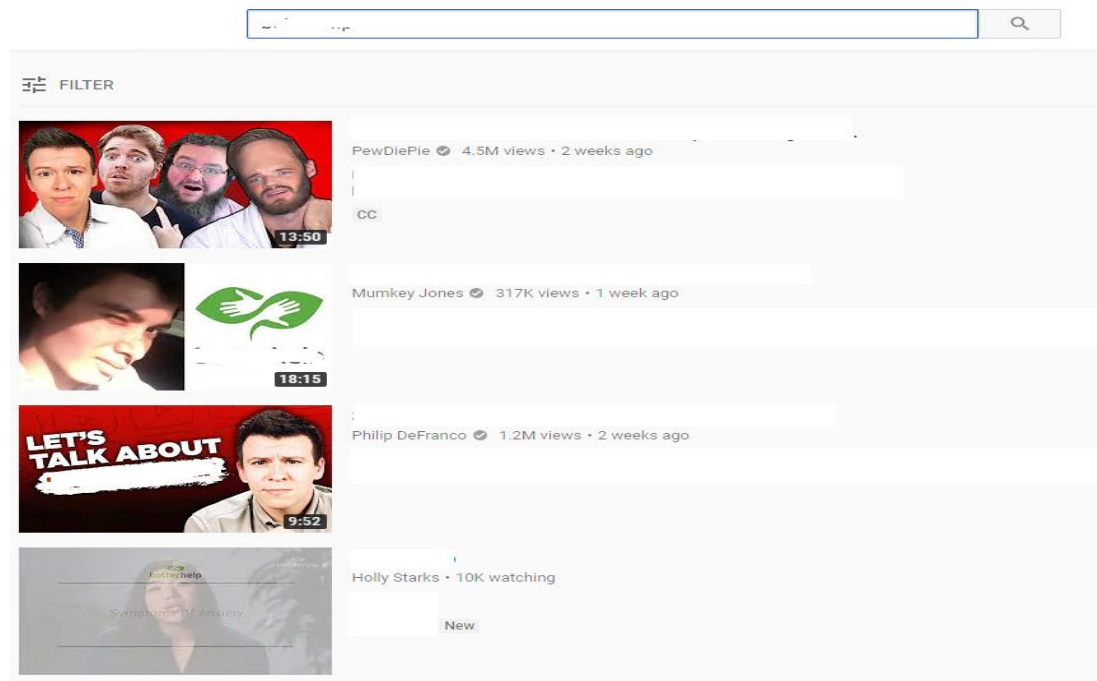 FILTER
PewDiePie 4.5M views • 2 weeks ago
CC
13:50
Mumkey Jones 317K views • 1 week ago
18:15
LET'S
TALK ABOUT
Philip DeFranco 1.2M views • 2 weeks ago
9:52
betterhelp
Symptoms Of Anxiety
Holly Starks • 10K watching
New